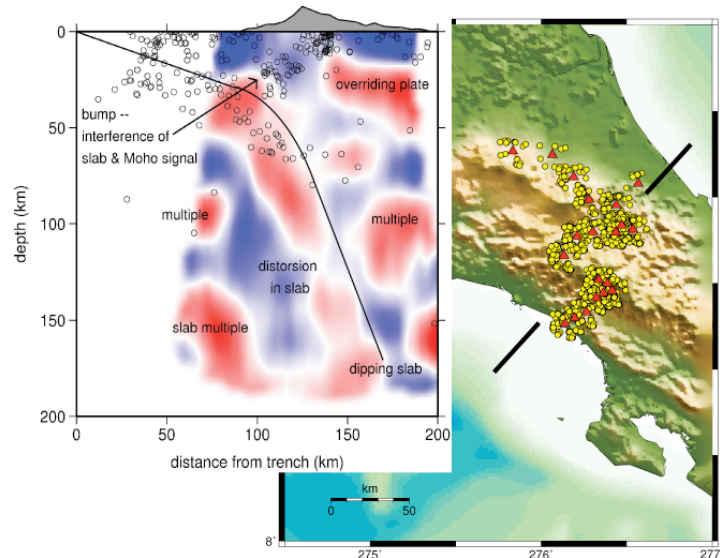 0
50
100
150
200
depth (km)
overriding plate
bump --
interference of
slab & Moho signal
multiple
multiple
distorsion
in slab
slab multiple
dipping slab
0
50
100
150
200
distance from trench (km)
km
0
50
8˚
275˚
276˚
277